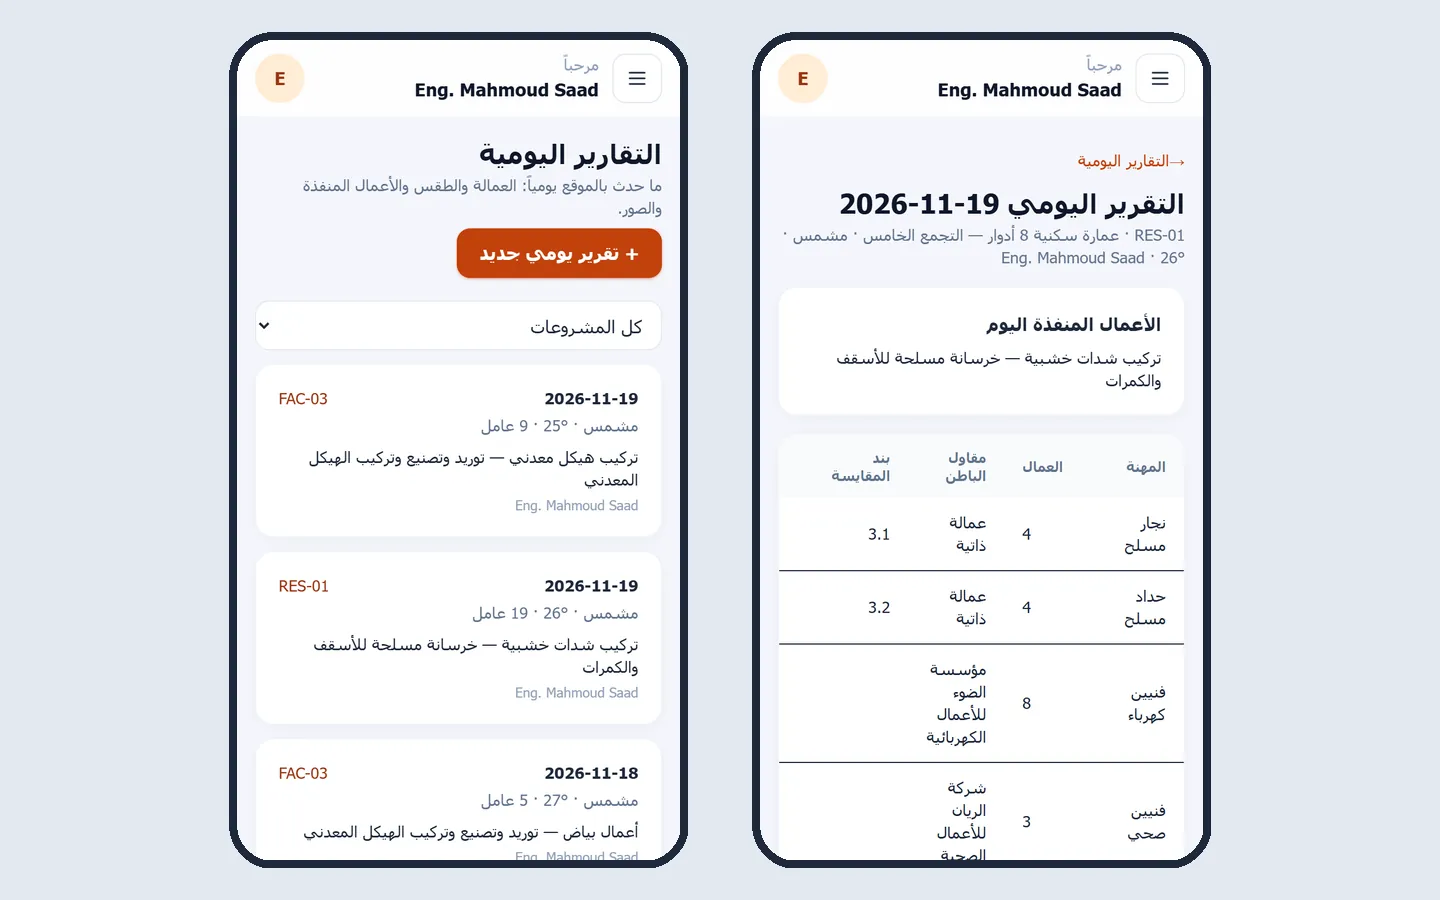 مرحباً
Eng. Mahmoud Saad
E
التقارير اليومية
ما حدث بالموقع يومياً: العمالة والطقس والأعمال المنفذة
والصور.
+ تقرير يومي جديد
كل المشروعات
2026-11-19 FAC-03
مشمس · 25° · 9 عامل
تركيب هيكل معدني — توريد وتصنيع وتركيب الهيكل
المعدني
Eng. Mahmoud Saad
2026-11-19 RES-01
مشمس · 26° · 19 عامل
تركيب شدات خشبية — خرسانة مسلحة للأسقف
والكمرات
Eng. Mahmoud Saad
2026-11-18 FAC-03
مشمس · 27° · 5 عامل
أعمال بياض — توريد وتصنيع وتركيب الهيكل المعدني
Eng. Mahmoud Saad
مرحباً
Eng. Mahmoud Saad
E
→التقارير اليومية
التقرير اليومي 19-11-2026
RES-01 · عمارة سكنية 8 أدوار — التجمع الخامس · مشمس ·
26° · Eng. Mahmoud Saad
الأعمال المنفذة اليوم
تركيب شدات خشبية — خرسانة مسلحة للأسقف
والكمرات
المهنة
العمال
مقاول
الباطن
بند
المقايسة
نجار
مسلح
4
عمالة
ذاتية
3.1
حداد
مسلح
4
عمالة
ذاتية
3.2
فنيين
كهرباء
8
مؤسسة
الضوء
للأعمال
الكهربائية
فنيين
صحي
3
شركة
الريان
للأعمال
الصحية